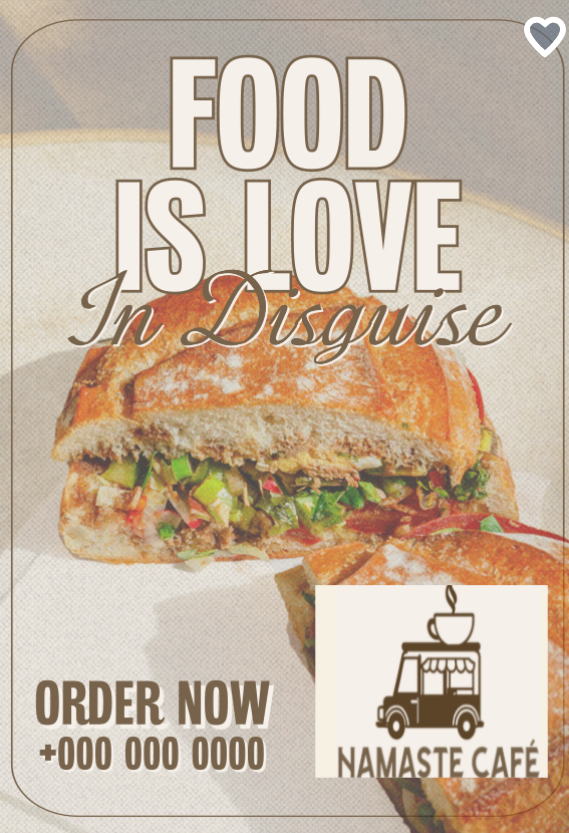 FOOD
IS LOVE
In Disguise
ORDER NOW
+000 000 0000
NAMASTE CAFÉ